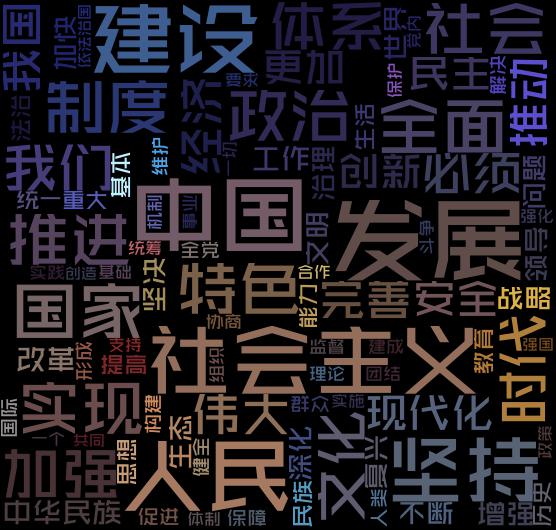 我国
加快
依法治国
建设
体系
世界
党内
社会
更加
民主
保护
解决
推动
法治
制度
经济
需求
政治
生活
全面
我们
基本
维护
一切
工作
治理
创新
必须
问题
统一
重大
机制
事业
中国
文明
发展
强化
领导
推进
统筹
全党
斗争
实践
创造
基础
坚决
特色
合作
能力
完善
安全
战略
国家
协商
时代
改革
形成
支持
提高
社会主义
组织
监督
建成
理论
团结
教育
强国
国际
实现
构建
伟大
群众
实施
现代化
一个
共同
思想
生态
健全
深化
文化
复兴
坚持
政策
加强
人民
民族
人类
中华民族
促进
体制
保障
不断
增强
历史